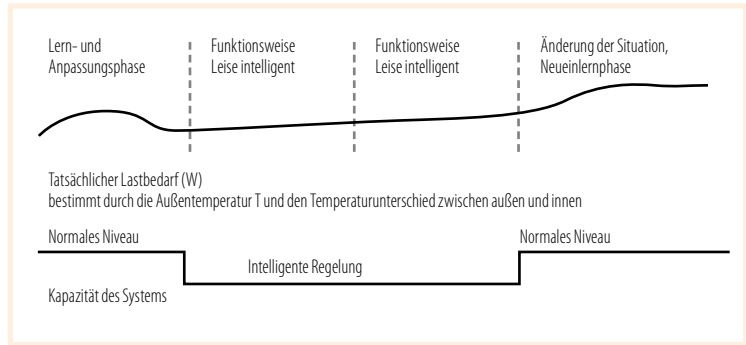 Lern- und
Anpassungsphase
Funktionsweise
Leise intelligent
Funktionsweise
Leise intelligent
Änderung der Situation,
Neueinlernphase
Tatsächlicher Lastbedarf (W)
bestimmt durch die Außentemperatur T und den Temperaturunterschied zwischen außen und innen
Normales Niveau
Normales Niveau
Intelligente Regelung
Kapazität des Systems